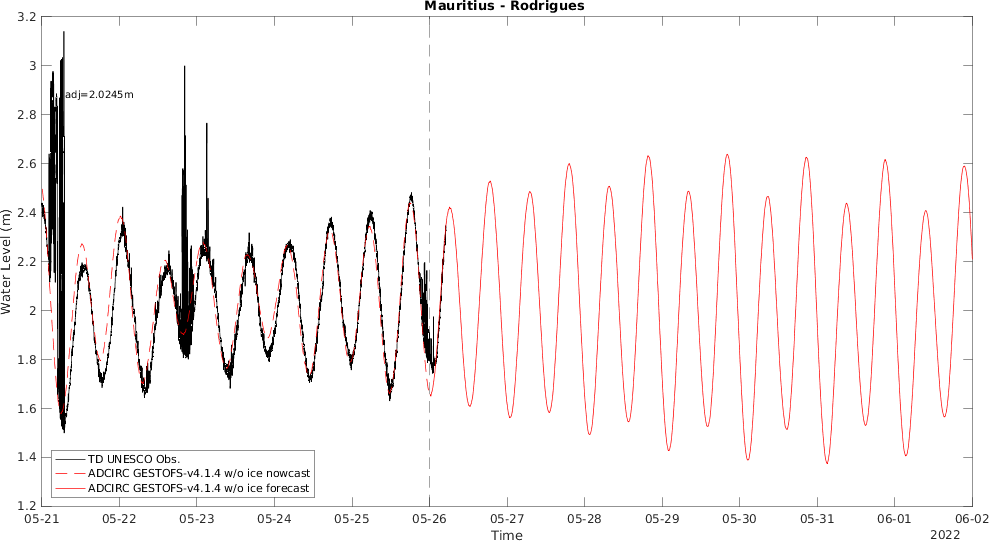 Mauritius - Rodrigues
3.2
3
2.8
2.6
2.4
2.2
2
1.8
1.6
1.4
1.2
Water Level (m)
adj=2.0245m
TD UNESCO Obs.
ADCIRC GESTOFS-v4.1.4 w/o ice nowcast
ADCIRC GESTOFS-v4.1.4 w/o ice forecast
05-21 05-22 05-23 05-24 05-25 05-26 05-27 05-28 05-29 05-30 05-31 06-01 06-02
Time
2022